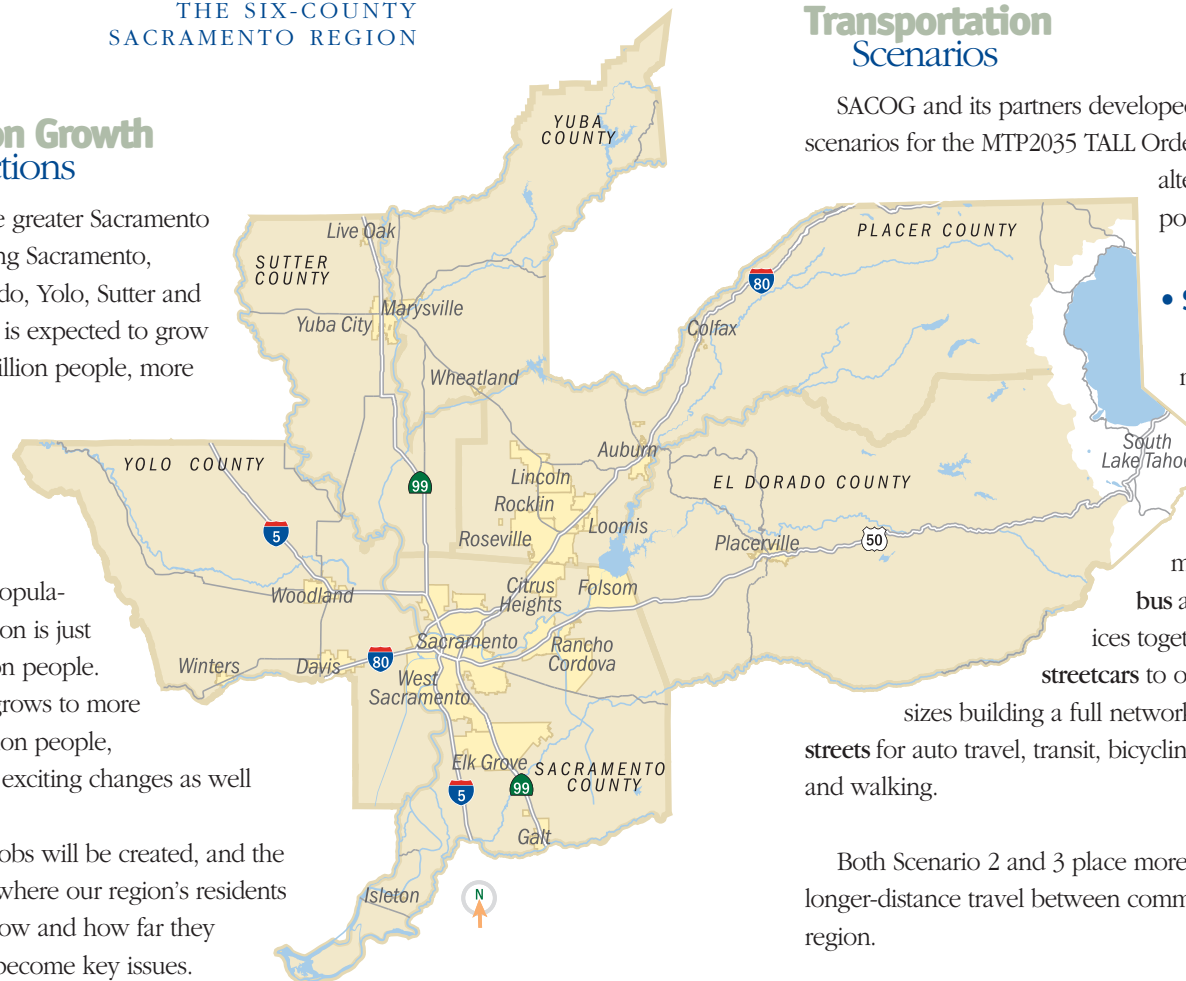 THE SIX-COUNTY
SACRAMENTO REGION
on Growth
ctions
e greater Sacramento
ng Sacramento,
do, Yolo, Sutter and
is expected to grow
illion people, more
opula-
on is just
on people.
grows to more
on people,
exciting changes as well
obs will be created, and the
where our region's residents
ow and how far they
become key issues.
YUBA
COUNTY
Live Oak
SUTTER
COUNTY
Marysville
Yuba City
Wheatland
PLACER COUNTY
80
Colfax
YOLO COUNTY
99
5
Auburn
Lincoln
Rocklin
Loomis
Roseville
EL DORADO COUNTY
South
Lake Tahoe
Placerville
50
Woodland
Citrus
Heights
Folsom
Sacramento
Rancho
Cordova
Winters
Davis
80
West
Sacramento
Elk Grove
SACRAMENTO
COUNTY
5
99
Galt
Isleton
N
Transportation
Scenarios
SACOG and its partners developed
scenarios for the MTP2035 TALL Orde
alte
po
• S
m
bus a
ices toget
streetcars to o
sizes building a full network
streets for auto travel, transit, bicyclin
and walking.
Both Scenario 2 and 3 place more
longer-distance travel between comm
region.